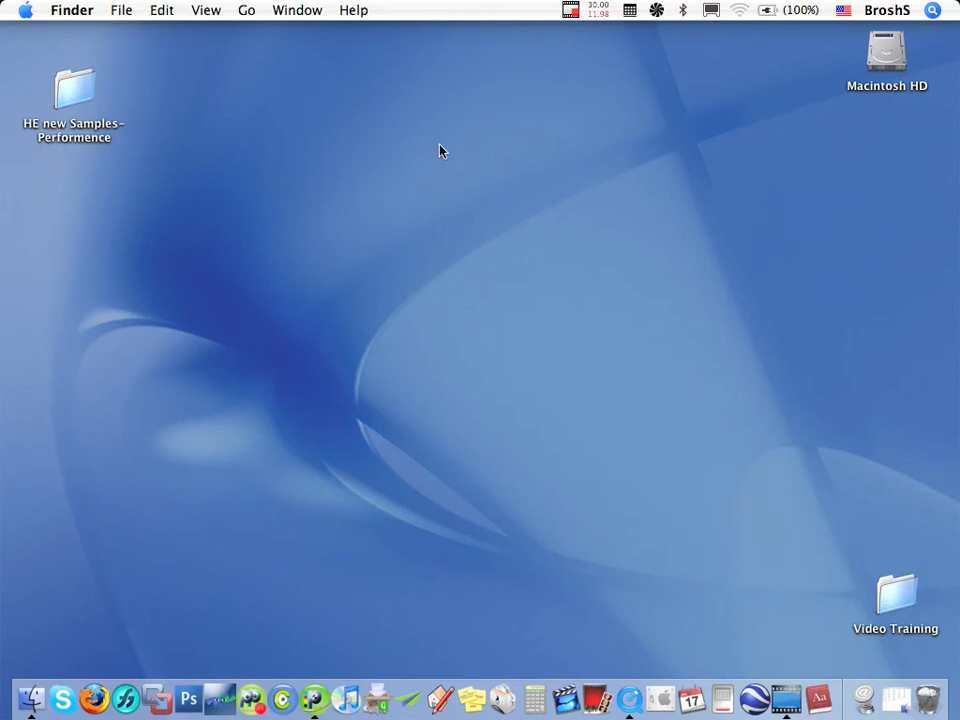 Finder File Edit View Go Window Help 30.00 (100%) BroshS
11.98
Macintosh HD
HE new Samples-
Performence
Video Training
Ps
17
Aa